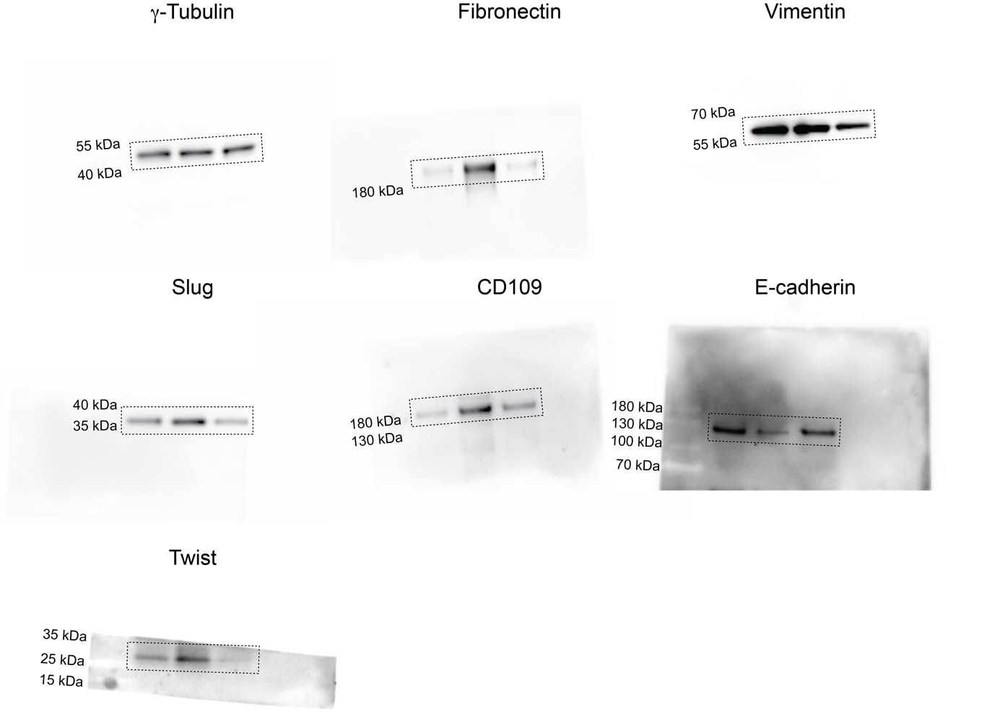 γ-Tubulin
Fibronectin
Vimentin
55 kDa
40 kDa
180 kDa
70 kDa
55 kDa
Slug
CD109
E-cadherin
40 kDa
35 kDa
180 kDa
130 kDa
180 kDa
130 kDa
100 kDa
70 kDa
Twist
35 kDa
25 kDa
15 kDa